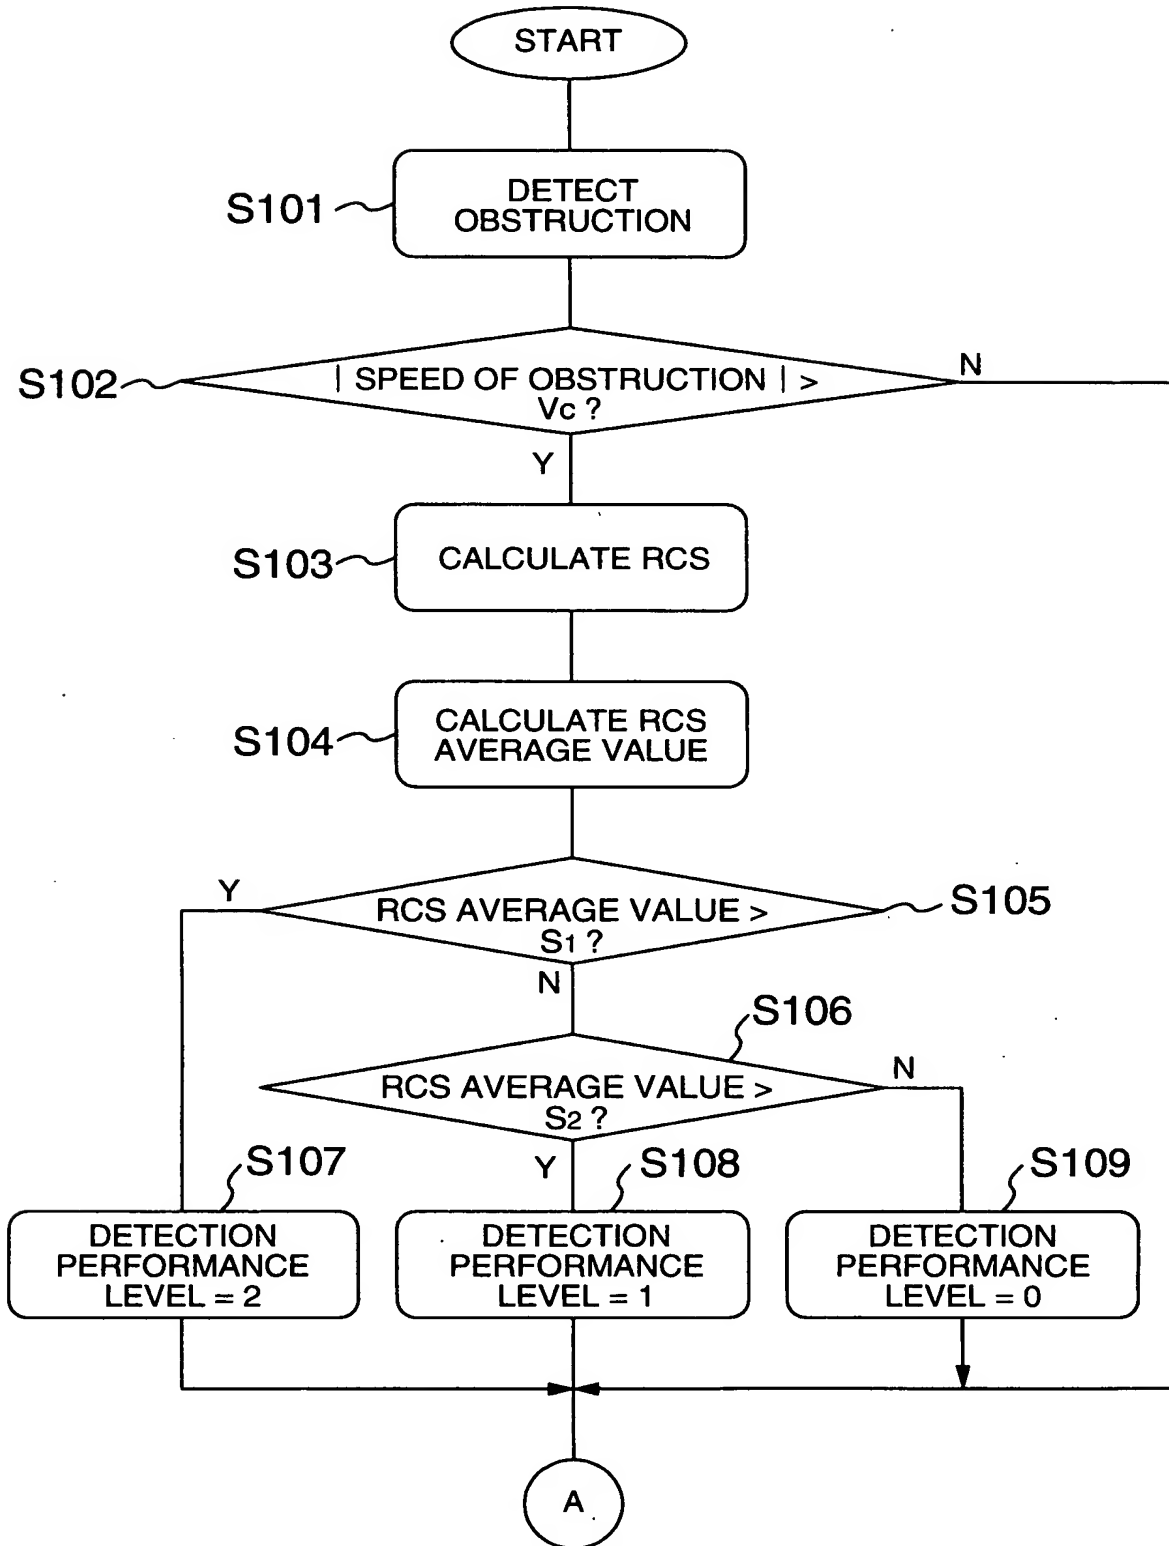 START
S101
DETECT
OBSTRUCTION
S102
| SPEED OF OBSTRUCTION | >
Vc ?
N
Y
S103
CALCULATE RCS
S104
CALCULATE RCS
AVERAGE VALUE
Y
RCS AVERAGE VALUE >
S1 ?
S105
N
S106
RCS AVERAGE VALUE >
S2 ?
N
Y
S107
S108
S109
DETECTION
PERFORMANCE
LEVEL = 2
DETECTION
PERFORMANCE
LEVEL = 1
DETECTION
PERFORMANCE
LEVEL = 0
A